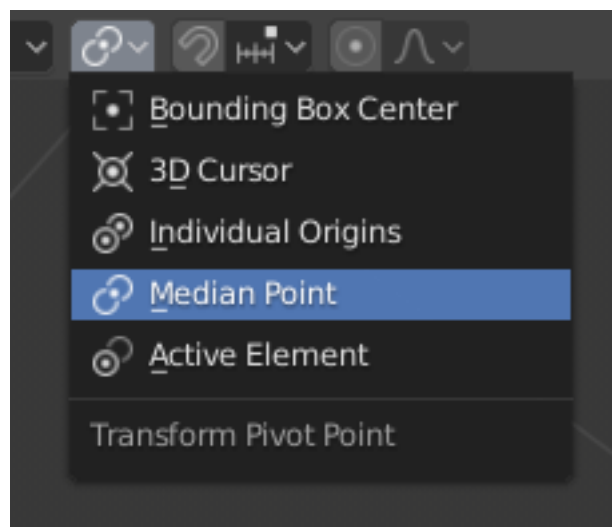 Bounding Box Center
3D Cursor
Individual Origins
Median Point
Active Element
Transform Pivot Point